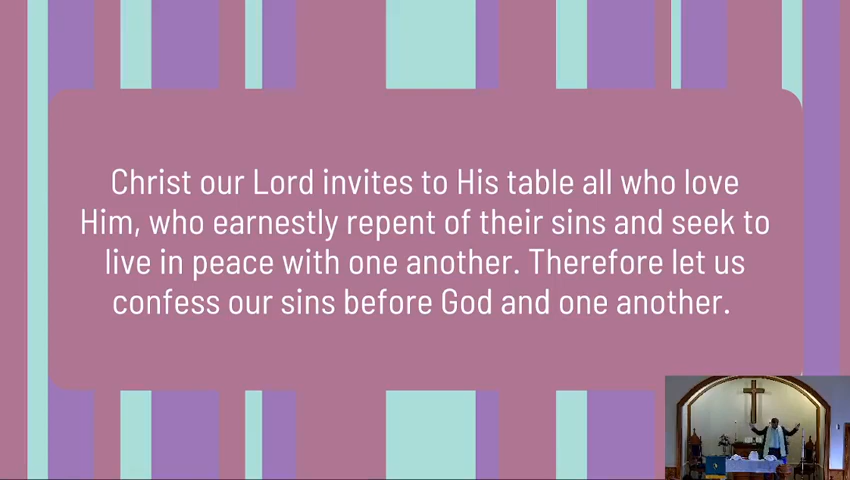 Christ our Lord invites to His table all who love
Him, who earnestly repent of their sins and seek to
live in peace with one another. Therefore let us
confess our sins before God and one another.